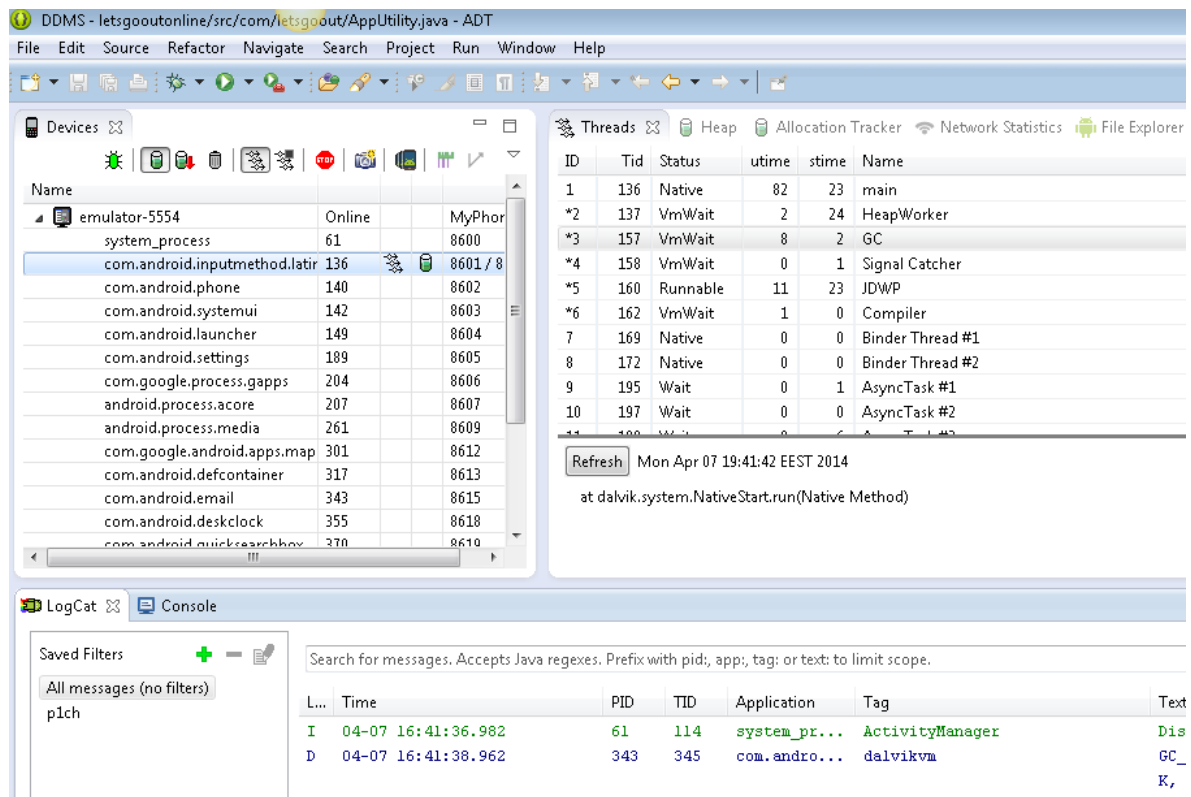 DDMS - letsgooutonline/src/com/letsgoout/AppUtility.java - ADT
File Edit Source Refactor Navigate Search Project Run Window Help
Devices
Name
emulator-5554 Online MyPhor
system_process 61 8600
com.android.inputmethod.latir 136 8601 / 8
com.android.phone 140 8602
com.android.systemui 142 8603
com.android.launcher 149 8604
com.android.settings 189 8605
com.google.process.gapps 204 8606
android.process.acore 207 8607
android.process.media 261 8609
com.google.android.apps.map 301 8612
com.android.defcontainer 317 8613
com.android.email 343 8615
com.android.deskclock 355 8618
com.android.quicksearchbox 370 8619
Threads Heap Allocation Tracker Network Statistics File Explorer
ID Tid Status utime stime Name
1 136 Native 82 23 main
*2 137 VmWait 2 24 HeapWorker
*3 157 VmWait 8 2 GC
*4 158 VmWait 0 1 Signal Catcher
*5 160 Runnable 11 23 JDWP
*6 162 VmWait 1 0 Compiler
7 169 Native 0 0 Binder Thread #1
8 172 Native 0 0 Binder Thread #2
9 195 Wait 0 1 AsyncTask #1
10 197 Wait 0 0 AsyncTask #2
Refresh Mon Apr 07 19:41:42 EEST 2014
at dalvik.system.NativeStart.run(Native Method)
LogCat Console
Saved Filters
All messages (no filters)
p1ch
Search for messages. Accepts Java regexes. Prefix with pid:, app:, tag: or text: to limit scope.
L... Time PID TID Application Tag Text
I 04-07 16:41:36.982 61 114 system_pr... ActivityManager Dis
D 04-07 16:41:38.962 343 345 com.andro... dalvikvm GC_
K,